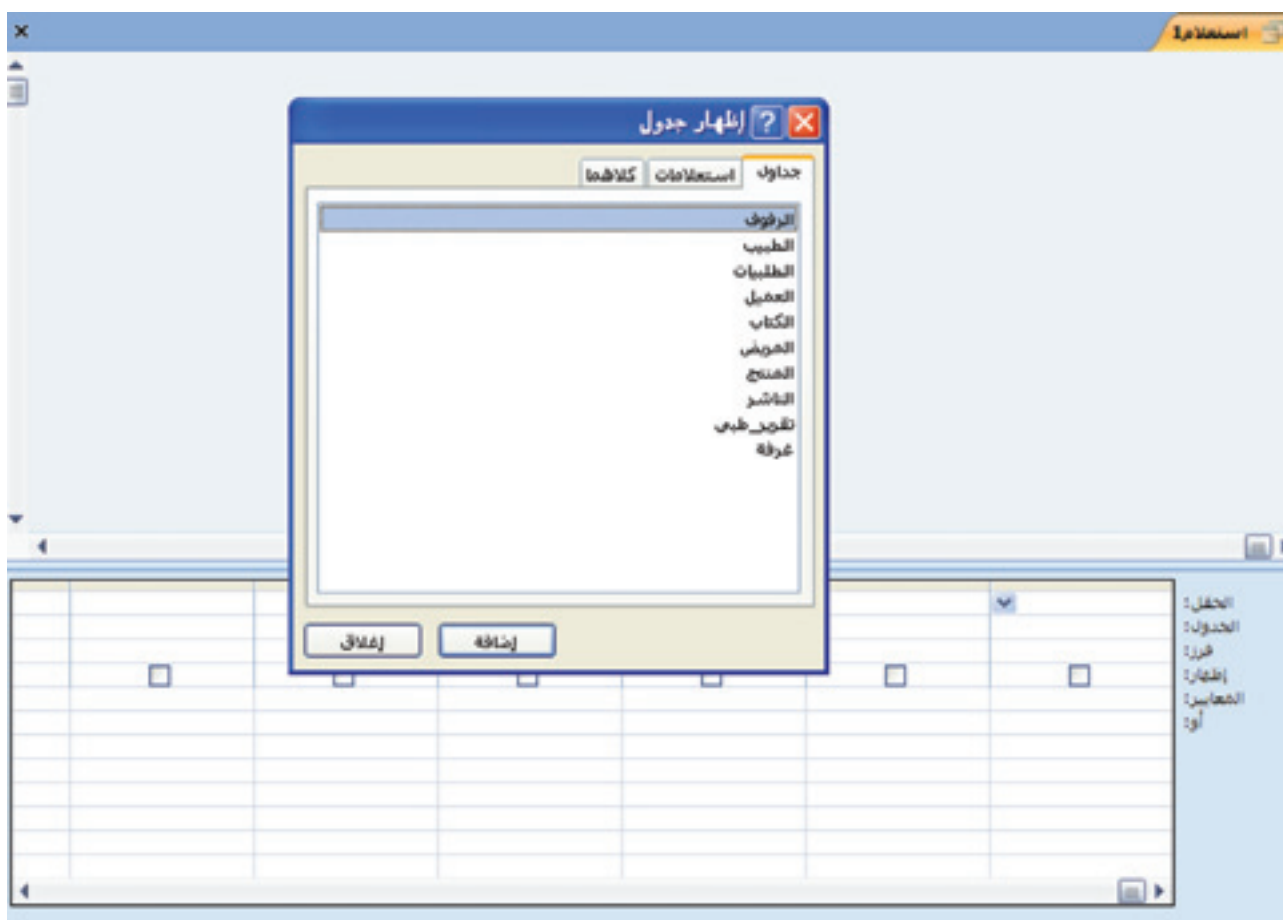 استعلام1
إظهار جدول
جداول استعلامات كلاهما
الرفوف
الطبيب
الطلبيات
العميل
الكتاب
المريض
المنتج
الناشر
تقرير_طبي
غرفة
إضافة إغلاق
الحقل:
الجدول:
فرز:
إظهار:
المعايير:
أو: